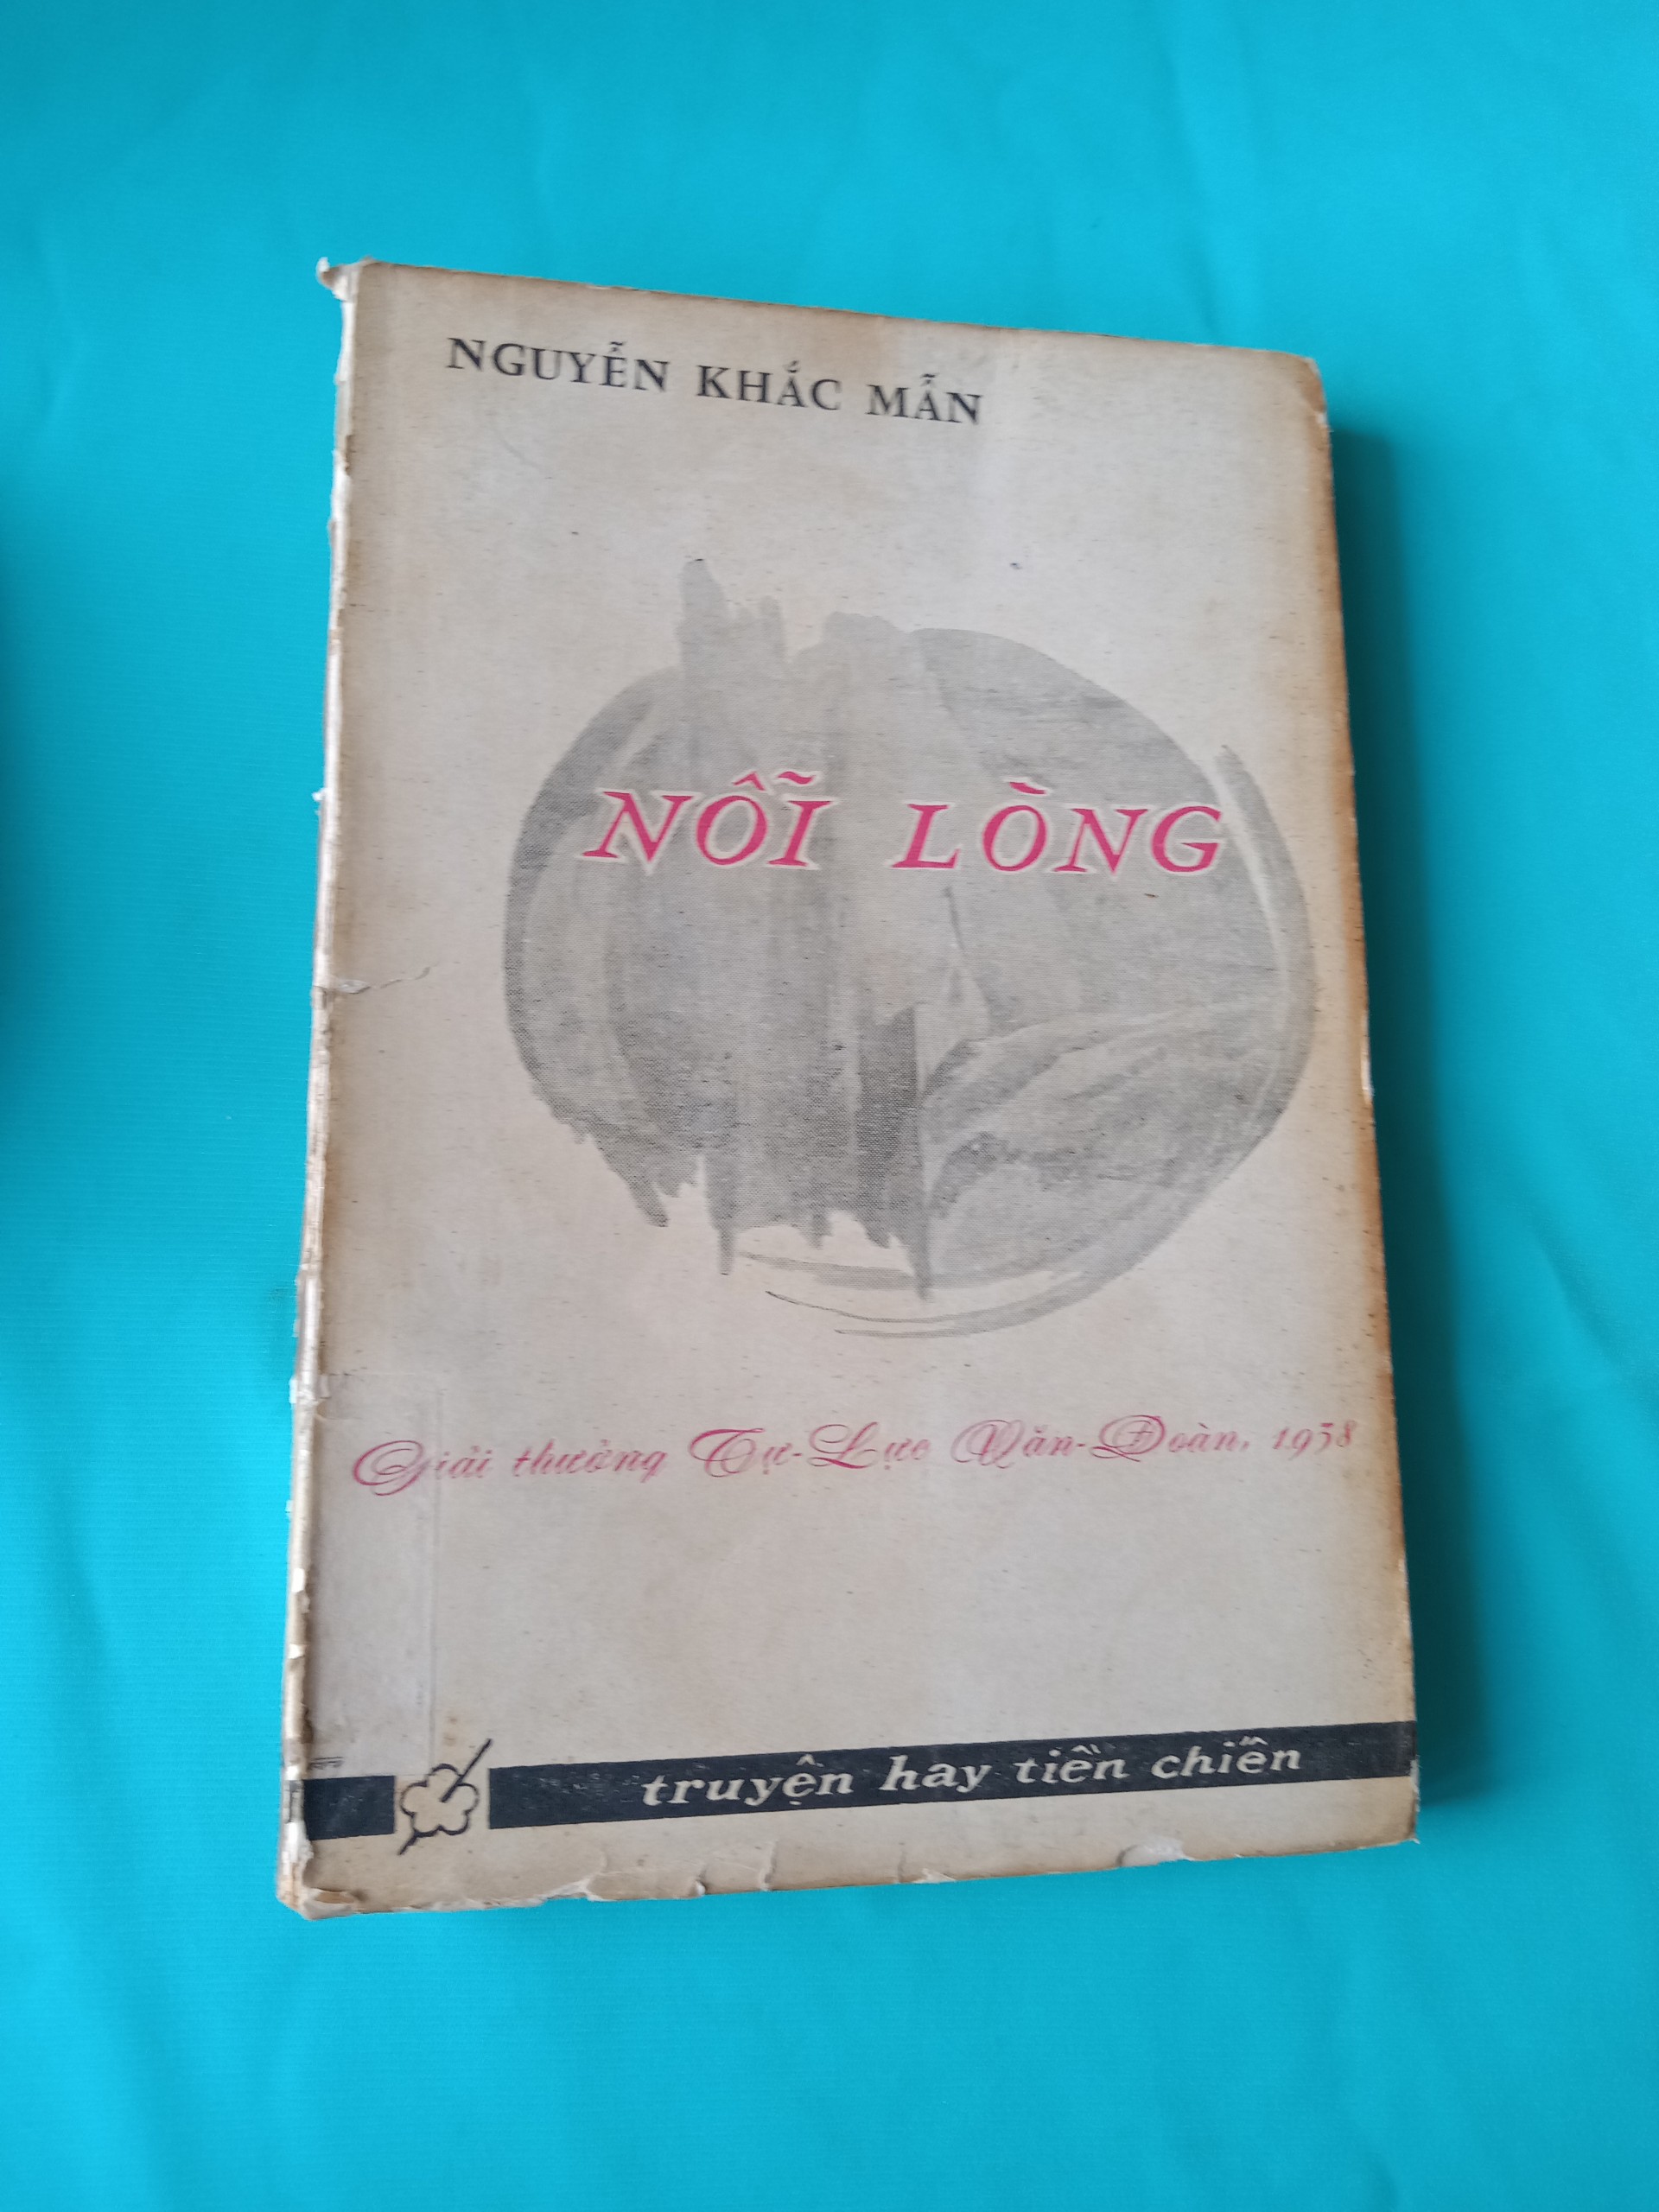 NGUYỄN KHẮC MẪN
NỖI LÒNG
Giải thưởng Tự-Lực Văn-Đoàn, 1938
truyện hay tiền chiến